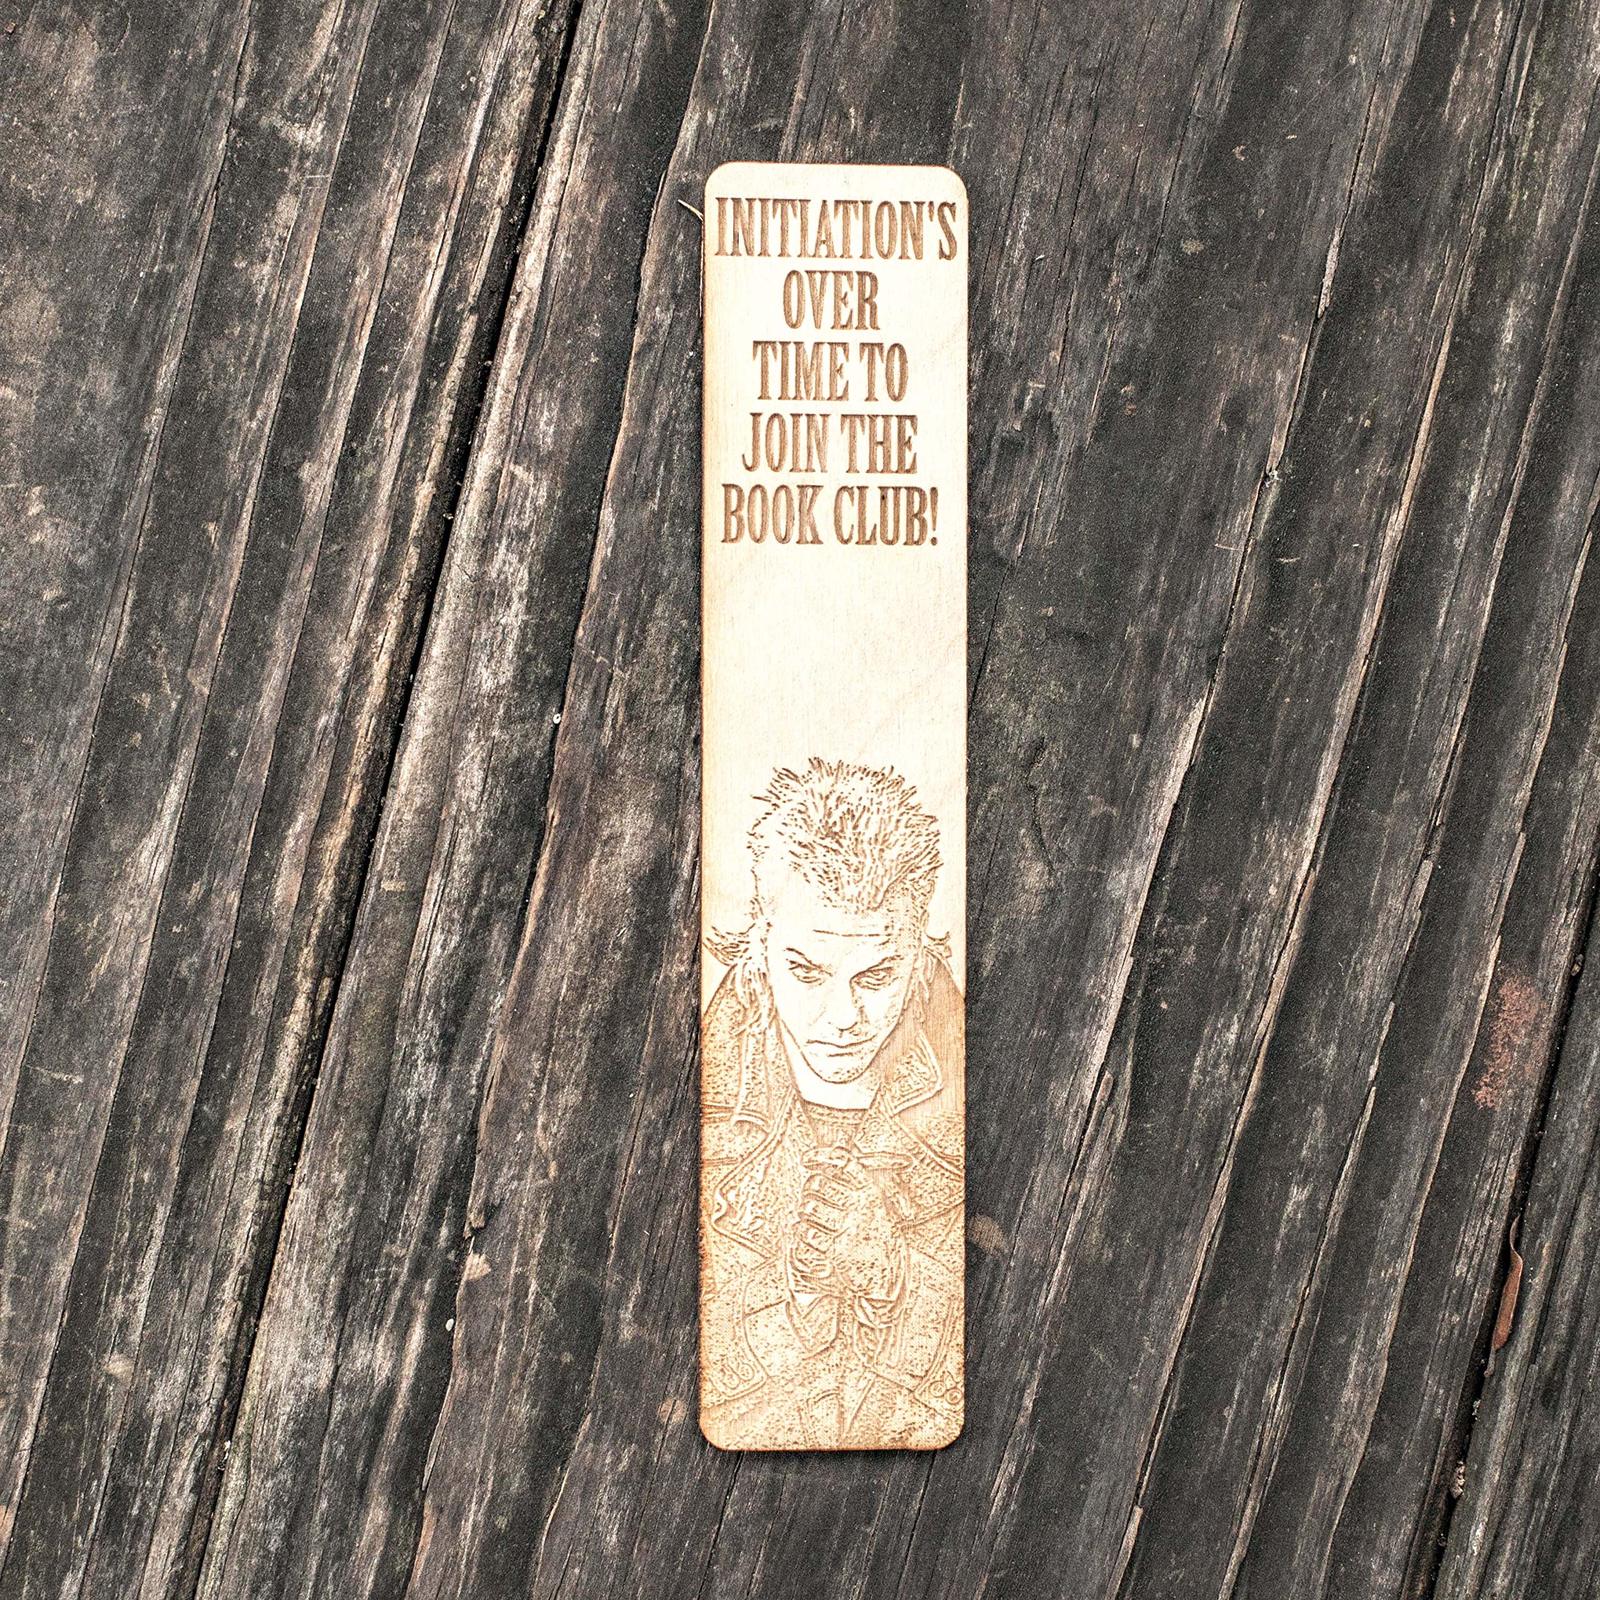 INITIATION'S
OVER
TIME TO
JOIN THE
BOOK CLUB!